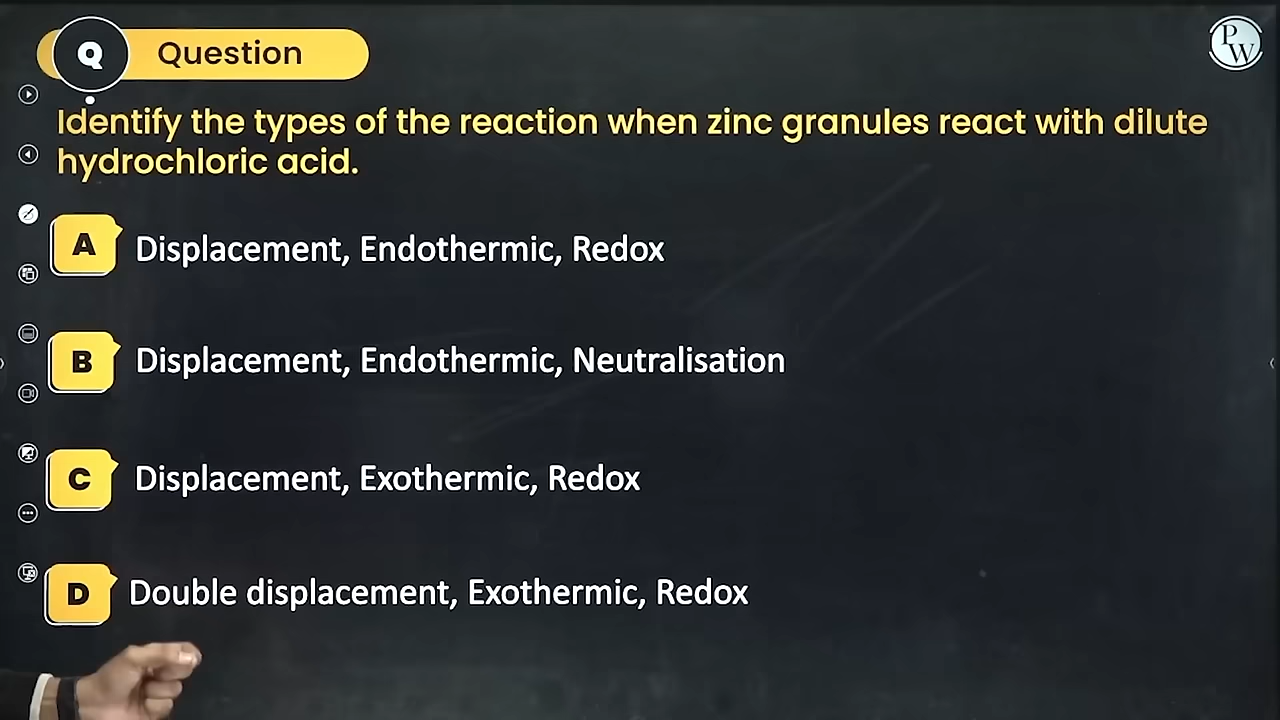 Q Question
PW
Identify the types of the reaction when zinc granules react with dilute
hydrochloric acid.
A Displacement, Endothermic, Redox
B Displacement, Endothermic, Neutralisation
C Displacement, Exothermic, Redox
D Double displacement, Exothermic, Redox